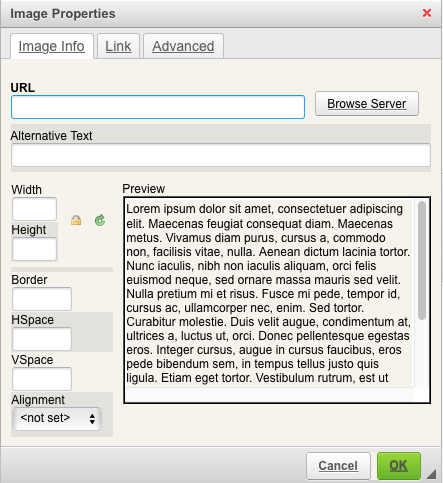 Image Properties
Image Info
Link
Advanced
URL
Browse Server
Alternative Text
Width
Height
Border
HSpace
VSpace
Alignment
<not set>
Preview
Lorem ipsum dolor sit amet, consectetuer adipiscing
elit. Maecenas feugiat consequat diam. Maecenas
metus. Vivamus diam purus, cursus a, commodo
non, facilisis vitae, nulla. Aenean dictum lacinia tortor.
Nunc iaculis, nibh non iaculis aliquam, orci felis
euismod neque, sed ornare massa mauris sed velit.
Nulla pretium mi et risus. Fusce mi pede, tempor id,
cursus ac, ullamcorper nec, enim. Sed tortor.
Curabitur molestie. Duis velit augue, condimentum at,
ultrices a, luctus ut, orci. Donec pellentesque egestas
eros. Integer cursus, augue in cursus faucibus, eros
pede bibendum sem, in tempus tellus justo quis
ligula. Etiam eget tortor. Vestibulum rutrum, est ut
Cancel
OK